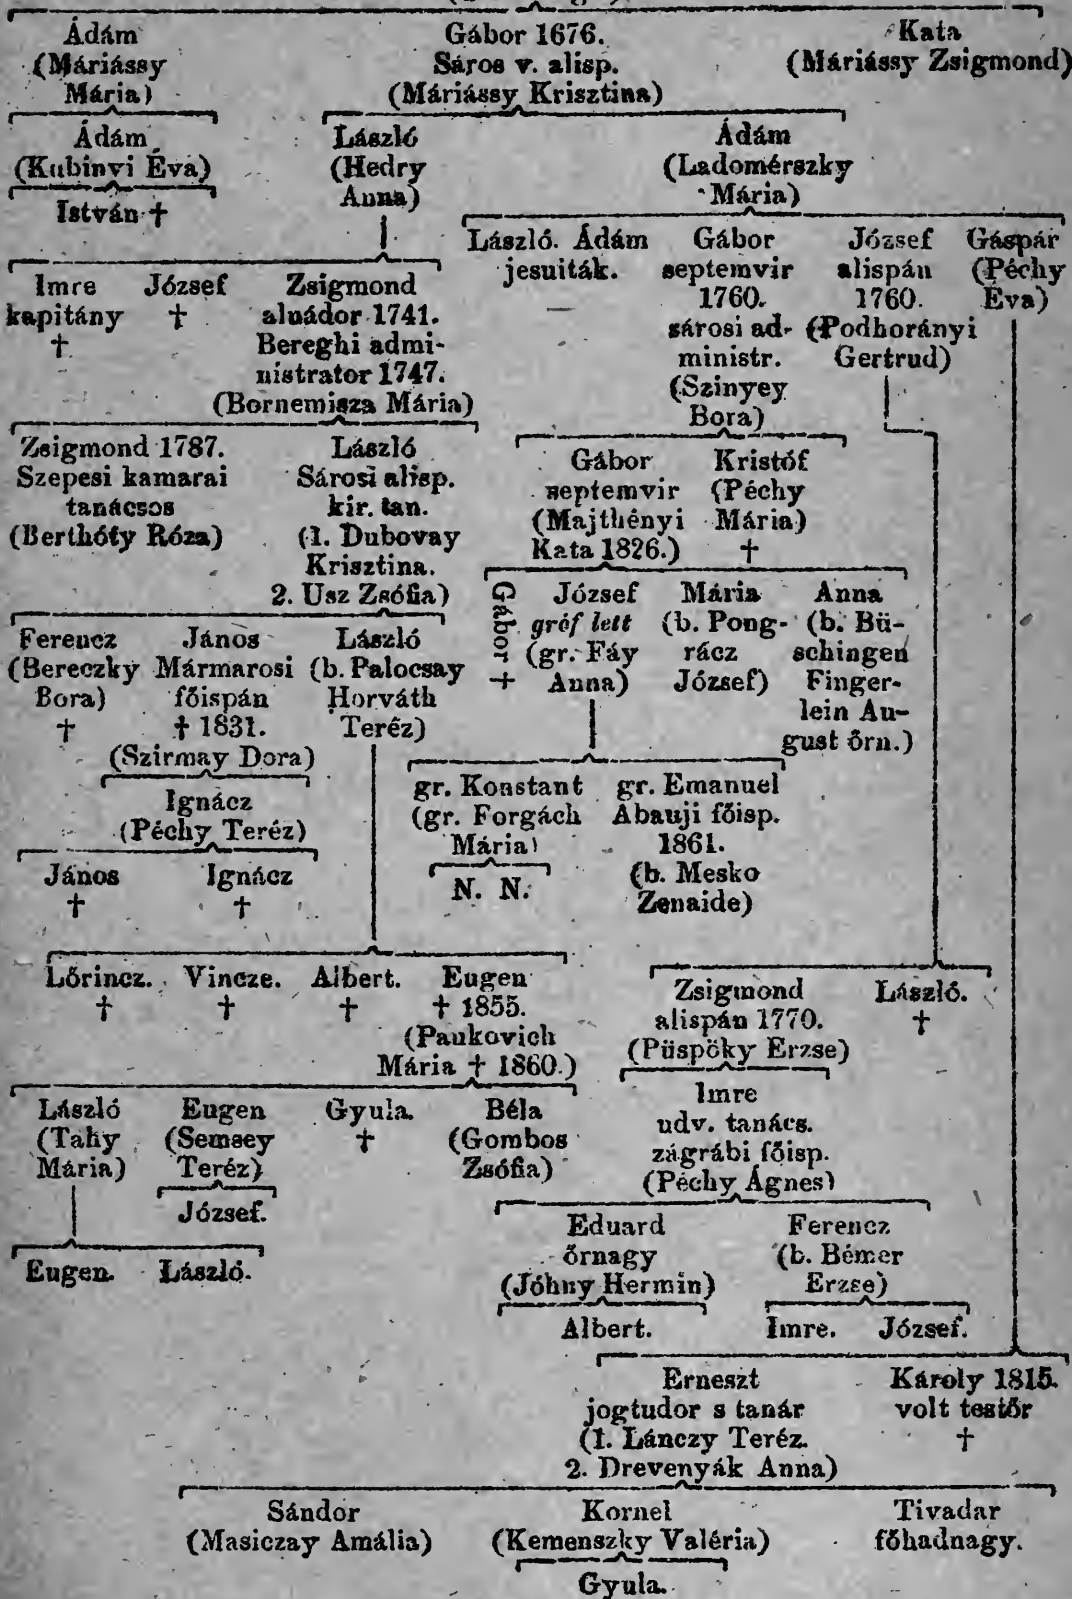 Ádám
(Máriássy
Mária)
Gábor 1676.
Sáros v. alisp.
(Máriássy Krisztina)
Kata
(Máriássy Zsigmond)
Ádám
(Kubinyi Éva)
István †
László
(Hedry
Anna)
Ádám
(Ladomérszky
Mária)
László. Ádám
jesuiták.
Gábor
septemvir
1760.
sárosi ad-
ministr.
(Szinyey
Bora)
József
alispán
1760.
(Podhorányi
Gertrud)
Gáspár
(Péchy
Éva)
Imre
kapitány
†
József
†
Zsigmond
alnádor 1741.
Bereghi admi-
nistrator 1747.
(Bornemisza Mária)
Zsigmond 1787.
Szepesi kamarai
tanácsos
(Berthóty Róza)
László
Sárosi alisp.
kir. tan.
(1. Dubovay
Krisztina.
2. Usz Zsófia)
Gábor
septemvir
(Majthényi
Kata 1826.)
Kristóf
(Péchy
Mária)
†
Ferencz
(Bereczky
Bora)
†
János
Mármarosi
főispán
† 1831.
(Szirmay Dora)
László
(b. Palocsay
Horváth
Teréz)
Gábor †
József
gróf lett
(gr. Fáy
Anna)
Mária
(b. Pong-
rácz
József)
Anna
(b. Bü-
schingen
Finger-
lein Au-
gust őrn.)
Ignácz
(Péchy Teréz)
János
†
Ignácz
†
gr. Konstant
(gr. Forgách
Mária)
N. N.
gr. Emanuel
Abauji főisp.
1861.
(b. Mesko
Zenaide)
Lőrincz.
†
Vincze.
†
Albert.
†
Eugen
† 1855.
(Paukovich
Mária † 1860.)
Zsigmond
alispán 1770.
(Püspöky Erzse)
László.
†
László
(Tahy
Mária)
Eugen
(Semsey
Teréz)
József.
Gyula.
†
Béla
(Gombos
Zsófia)
Imre
udv. tanács.
zágrábi főisp.
(Péchy Ágnes)
Eugen.
László.
Eduard
őrnagy
(Jóhny Hermin)
Albert.
Ferencz
(b. Bémer
Erzse)
Imre.
József.
Erneszt
jogtudor s tanár
(1. Lánczy Teréz.
2. Drevenyák Anna)
Károly 1815.
volt testőr
†
Sándor
(Masiczay Amália)
Kornel
(Kemenszky Valéria)
Tivadar
főhadnagy.
Gyula.